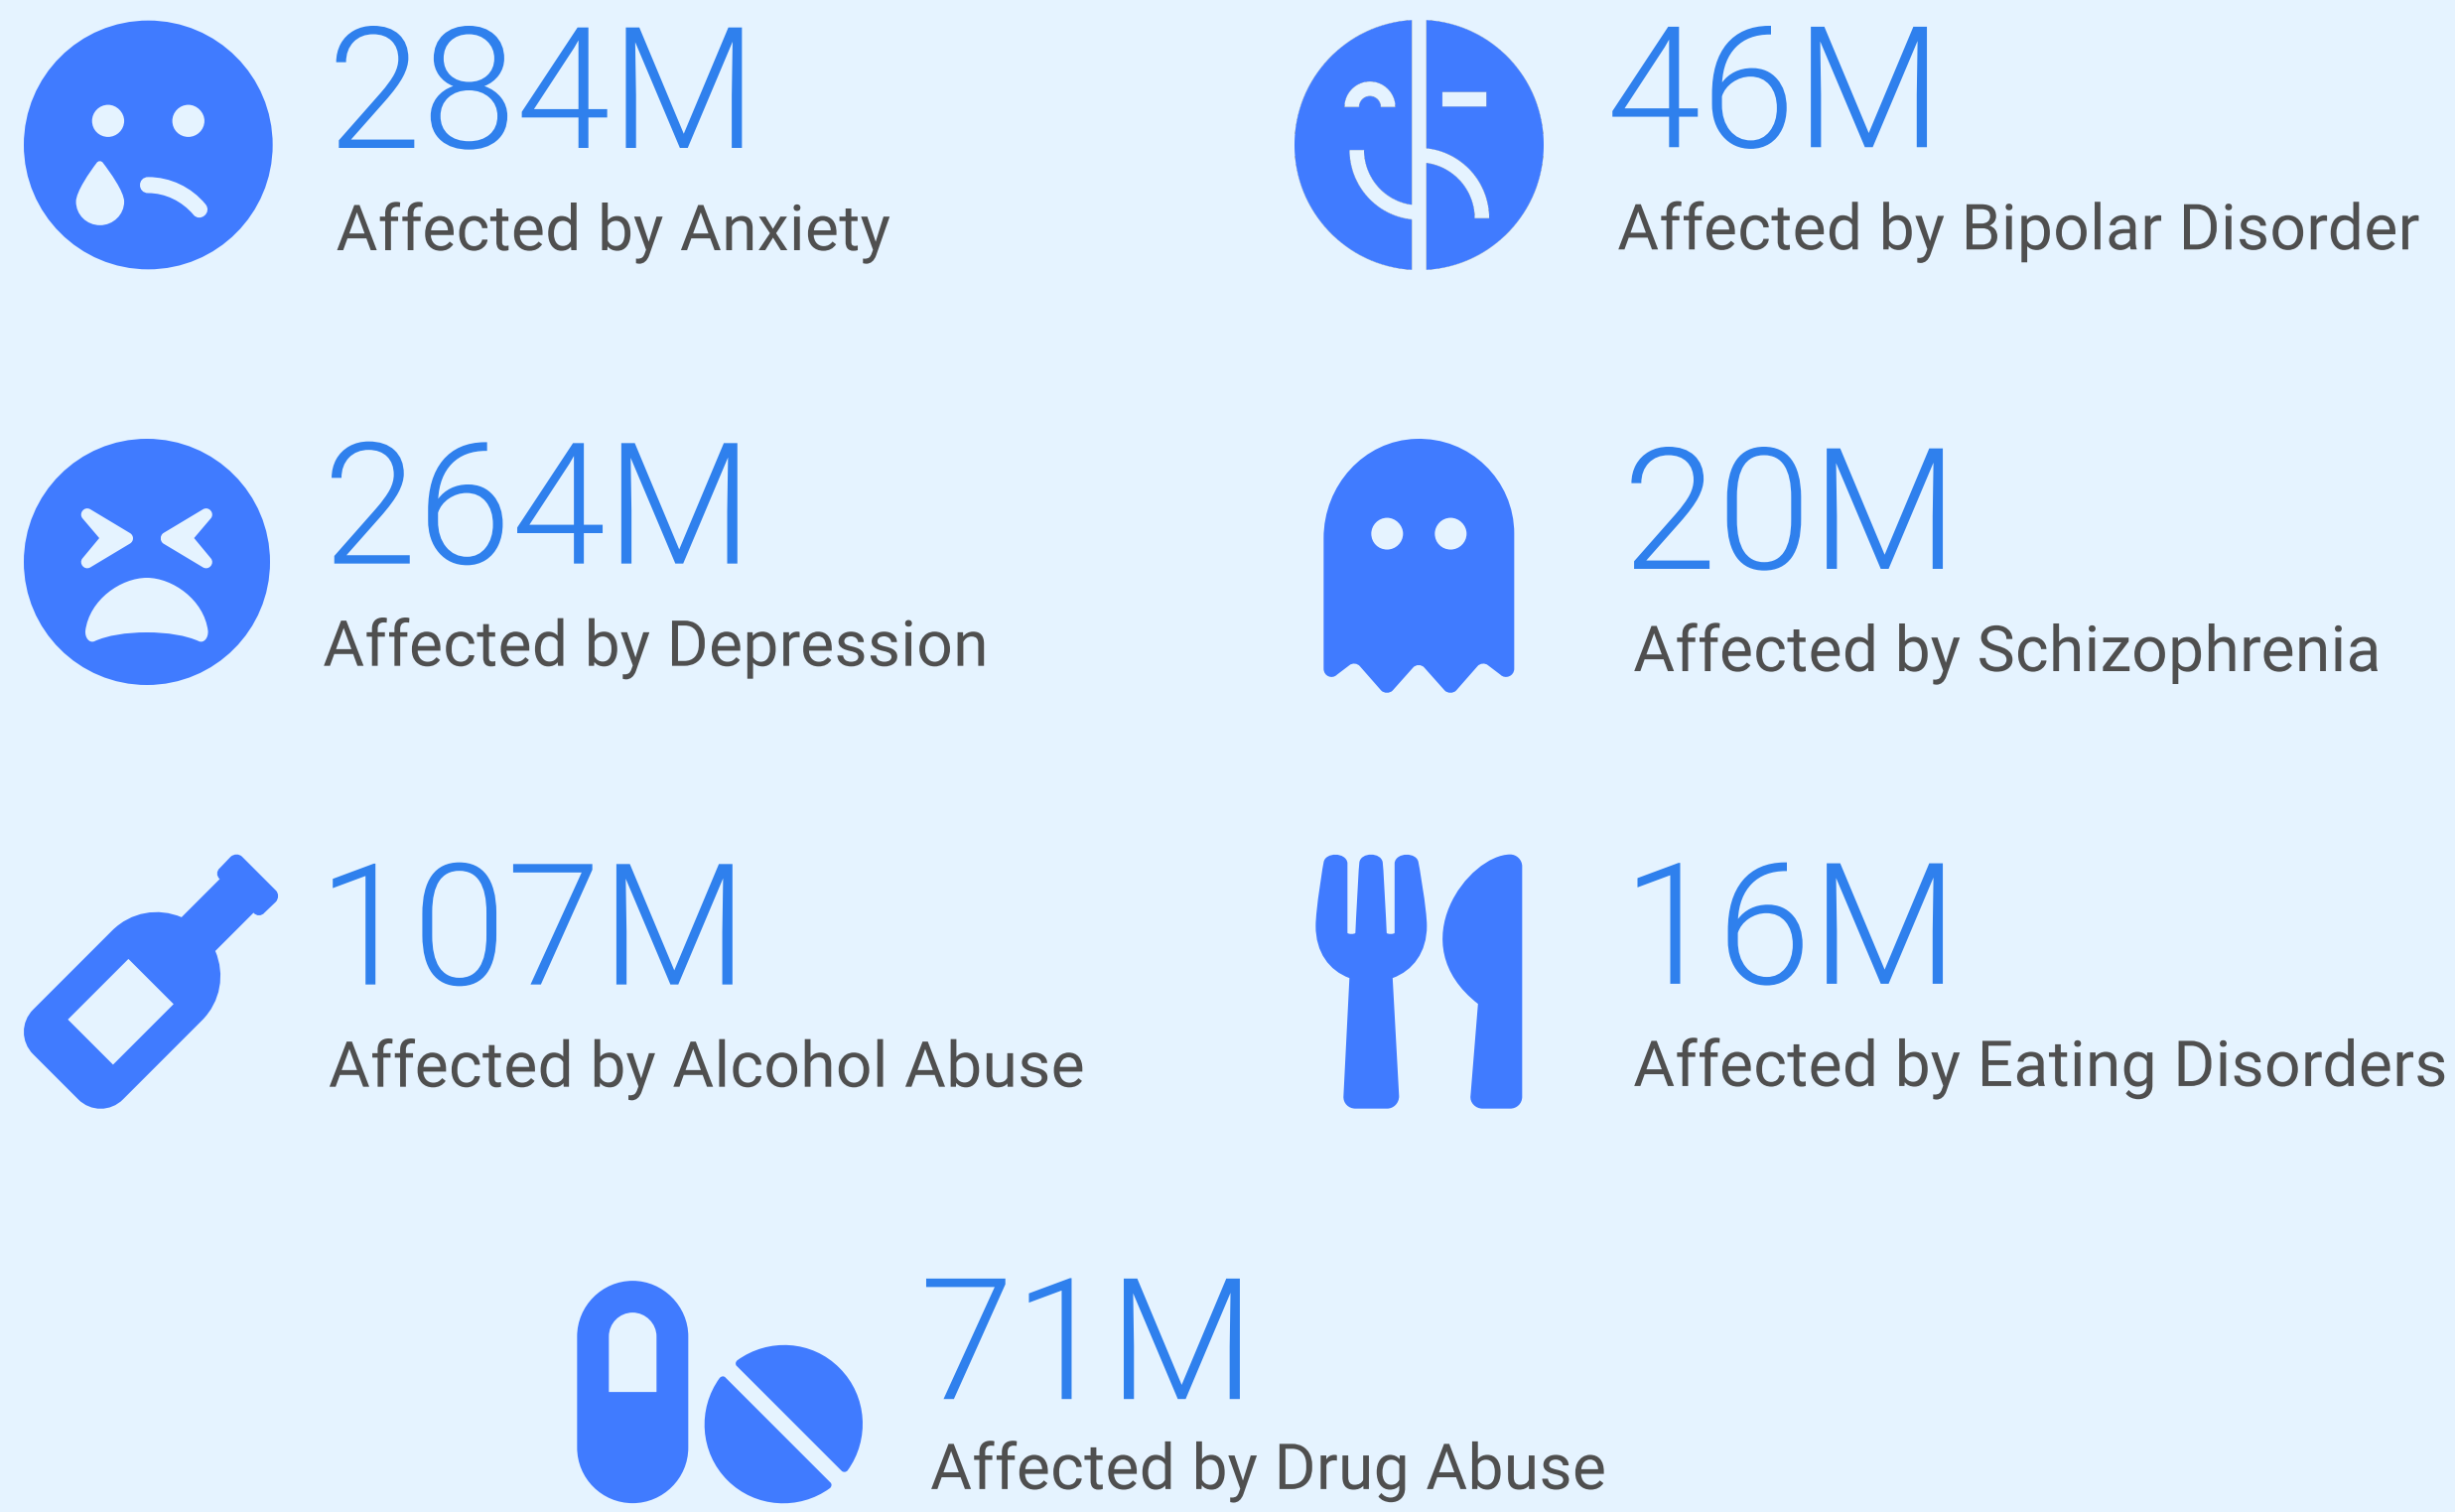 284M
Affected by Anxiety
46M
Affected by Bipolar Disorder
264M
Affected by Depression
20M
Affected by Schizophrenia
107M
Affected by Alcohol Abuse
16M
Affected by Eating Disorders
71M
Affected by Drug Abuse